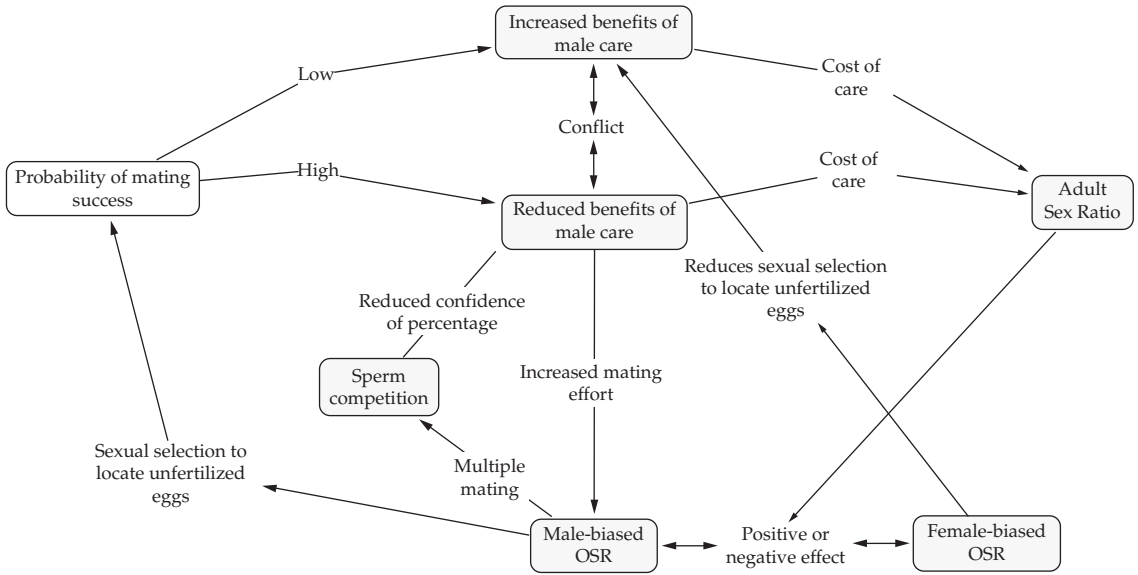 Increased benefits of
male care
Low
Cost of
care
Conflict
Probability of mating
success
High
Cost of
care
Adult
Sex Ratio
Reduced benefits of
male care
Reduces sexual selection
to locate unfertilized
eggs
Reduced confidence
of percentage
Sperm
competition
Increased mating
effort
Sexual selection to
locate unfertilized
eggs
Multiple
mating
Male-biased
OSR
Positive or
negative effect
Female-biased
OSR